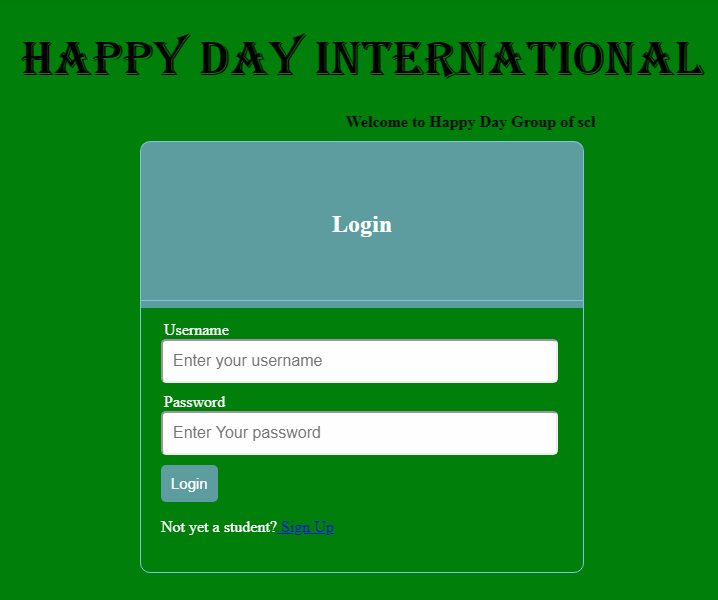 HAPPY DAY INTERNATIONAL
Welcome to Happy Day Group of scl
Login
Username
Enter your username
Password
Enter Your password
Login
Not yet a student? Sign Up